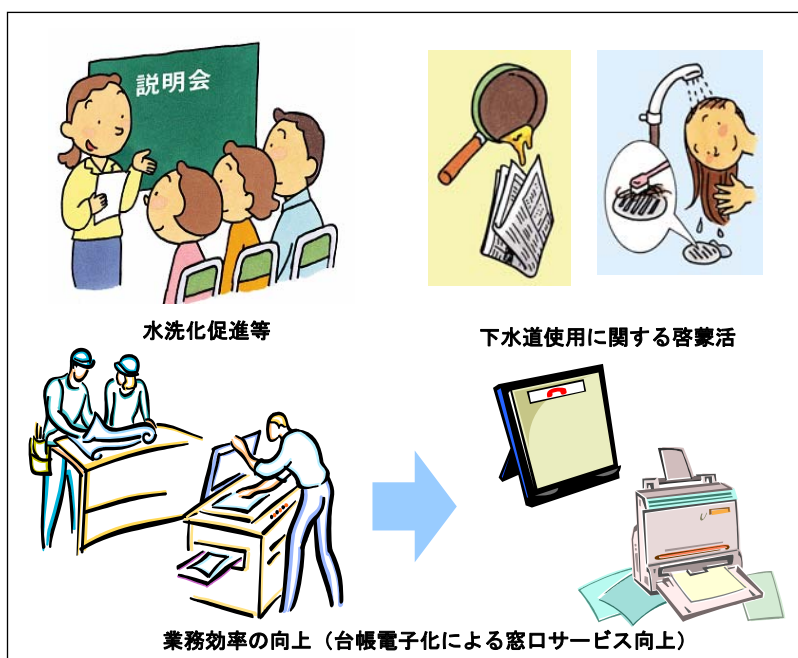 説明会
水洗化促進等
下水道使用に関する啓蒙活
業務効率の向上（台帳電子化による窓口サービス向上）